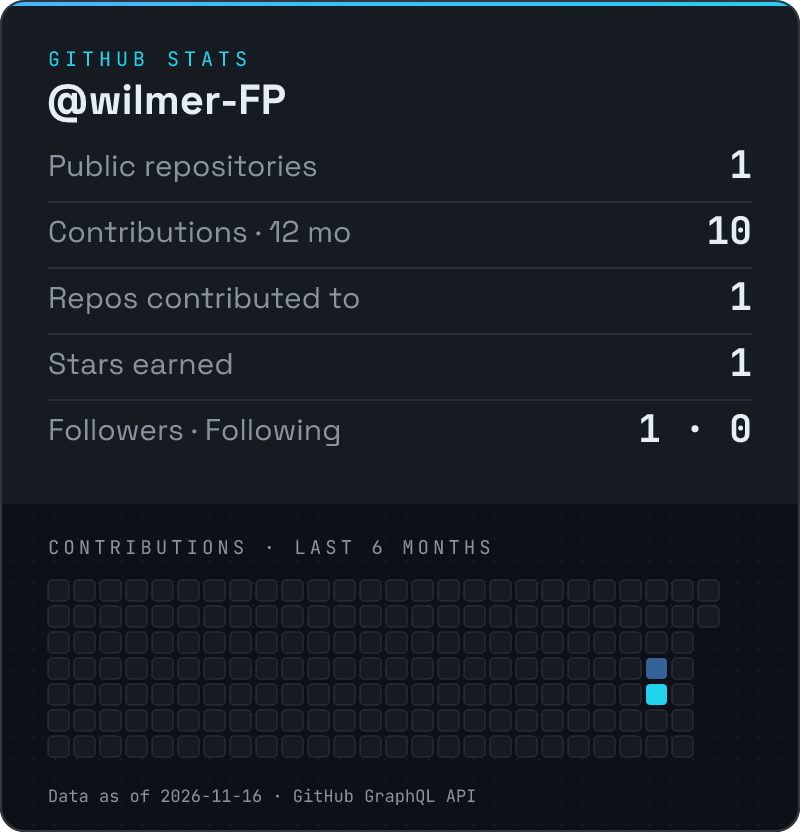 GITHUB STATS
@wilmer-FP
Public repositories 1
Contributions · 12 mo 10
Repos contributed to 1
Stars earned 1
Followers · Following 1 · 0
CONTRIBUTIONS · LAST 6 MONTHS
Data as of 2026-11-16 · GitHub GraphQL API